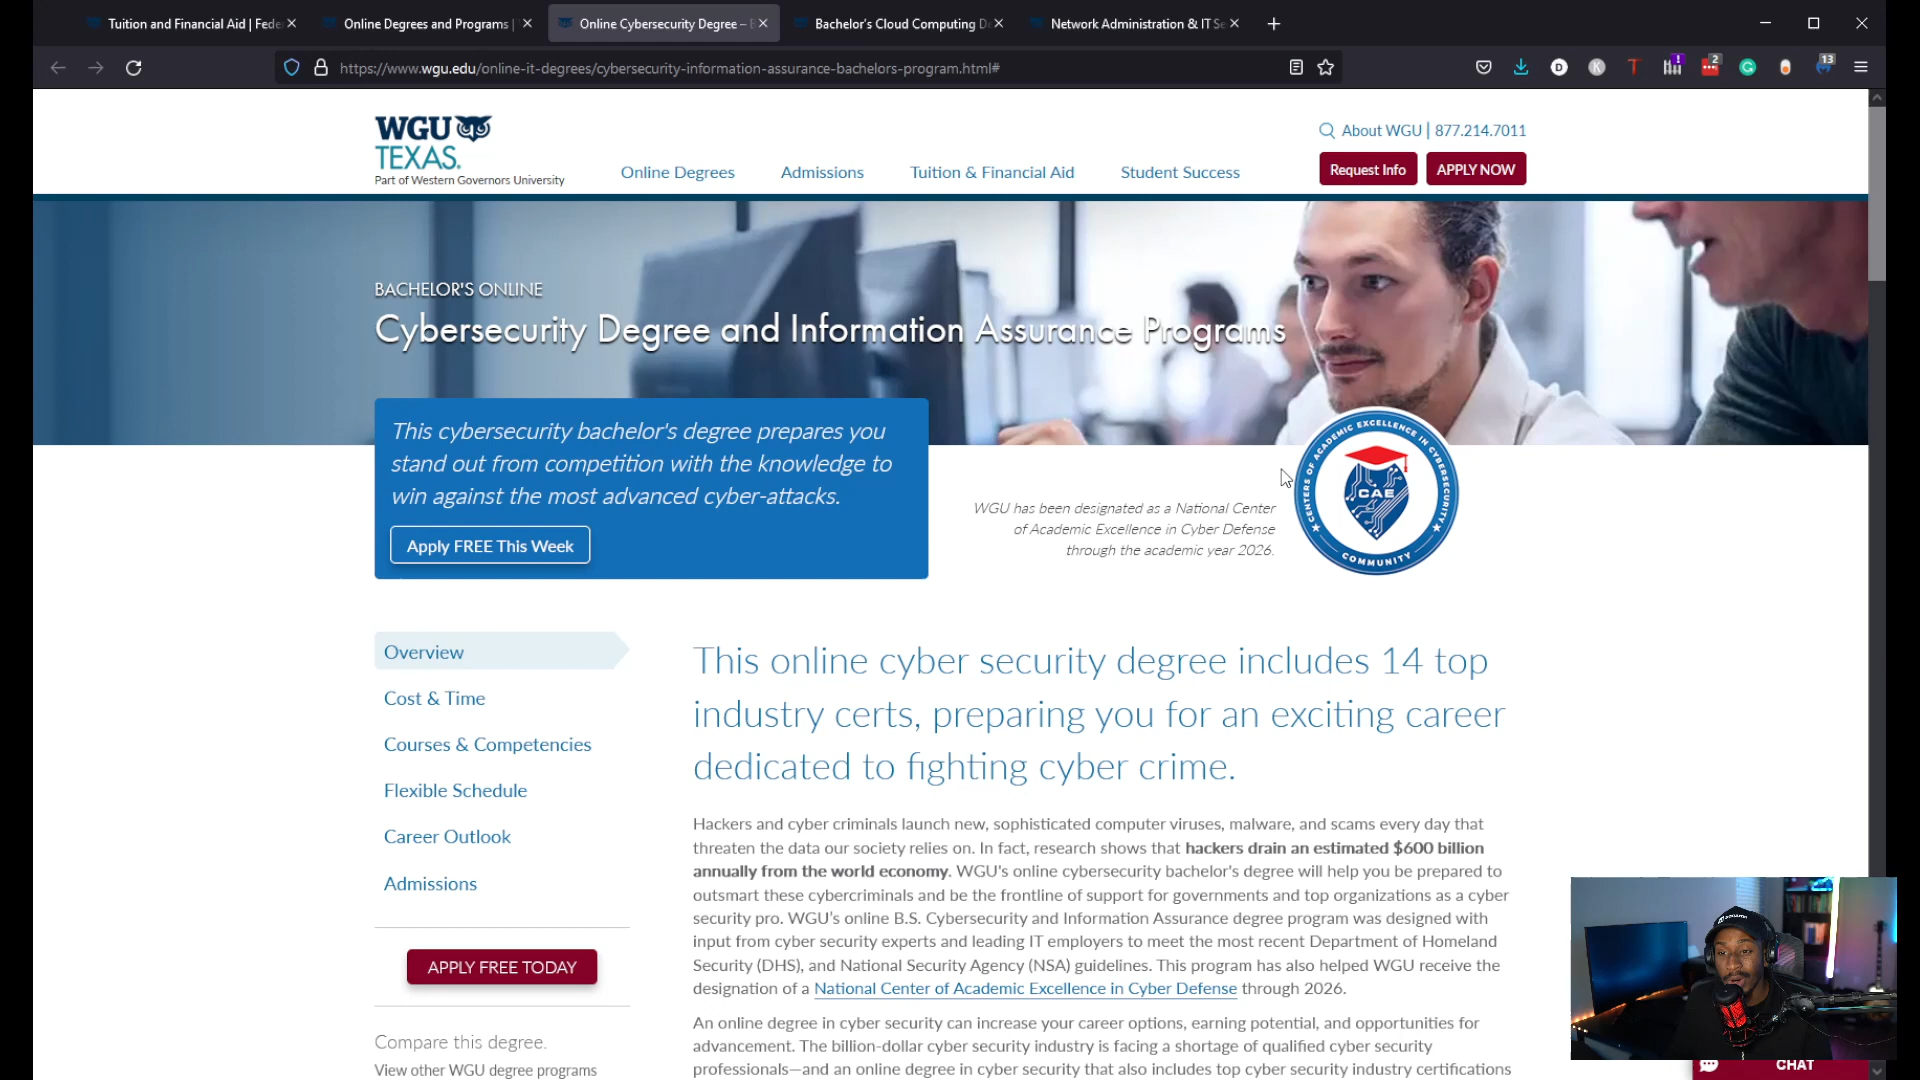 Tuition and Financial Aid | Fede
Online Degrees and Programs |
Online Cybersecurity Degree –
Bachelor's Cloud Computing D
Network Administration & IT Se
https://www.wgu.edu/online-it-degrees/cybersecurity-information-assurance-bachelors-program.html#
2
13
WGU
TEXAS.
Part of Western Governors University
Online Degrees
Admissions
Tuition & Financial Aid
Student Success
About WGU | 877.214.7011
Request Info
APPLY NOW
BACHELOR'S ONLINE
Cybersecurity Degree and Information Assurance Programs
This cybersecurity bachelor's degree prepares you
stand out from competition with the knowledge to
win against the most advanced cyber-attacks.
Apply FREE This Week
WGU has been designated as a National Center
of Academic Excellence in Cyber Defense
through the academic year 2026.
CENTERS OF ACADEMIC EXCELLENCE IN CYBERSECURITY
CAE
COMMUNITY
Overview
Cost & Time
Courses & Competencies
Flexible Schedule
Career Outlook
Admissions
APPLY FREE TODAY
Compare this degree.
View other WGU degree programs
This online cyber security degree includes 14 top
industry certs, preparing you for an exciting career
dedicated to fighting cyber crime.
Hackers and cyber criminals launch new, sophisticated computer viruses, malware, and scams every day that
threaten the data our society relies on. In fact, research shows that hackers drain an estimated $600 billion
annually from the world economy. WGU's online cybersecurity bachelor's degree will help you be prepared to
outsmart these cybercriminals and be the frontline of support for governments and top organizations as a cyber
security pro. WGU's online B.S. Cybersecurity and Information Assurance degree program was designed with
input from cyber security experts and leading IT employers to meet the most recent Department of Homeland
Security (DHS), and National Security Agency (NSA) guidelines. This program has also helped WGU receive the
designation of a National Center of Academic Excellence in Cyber Defense through 2026.
An online degree in cyber security can increase your career options, earning potential, and opportunities for
advancement. The billion-dollar cyber security industry is facing a shortage of qualified cyber security
professionals—and an online degree in cyber security that also includes top cyber security industry certifications
CHAT